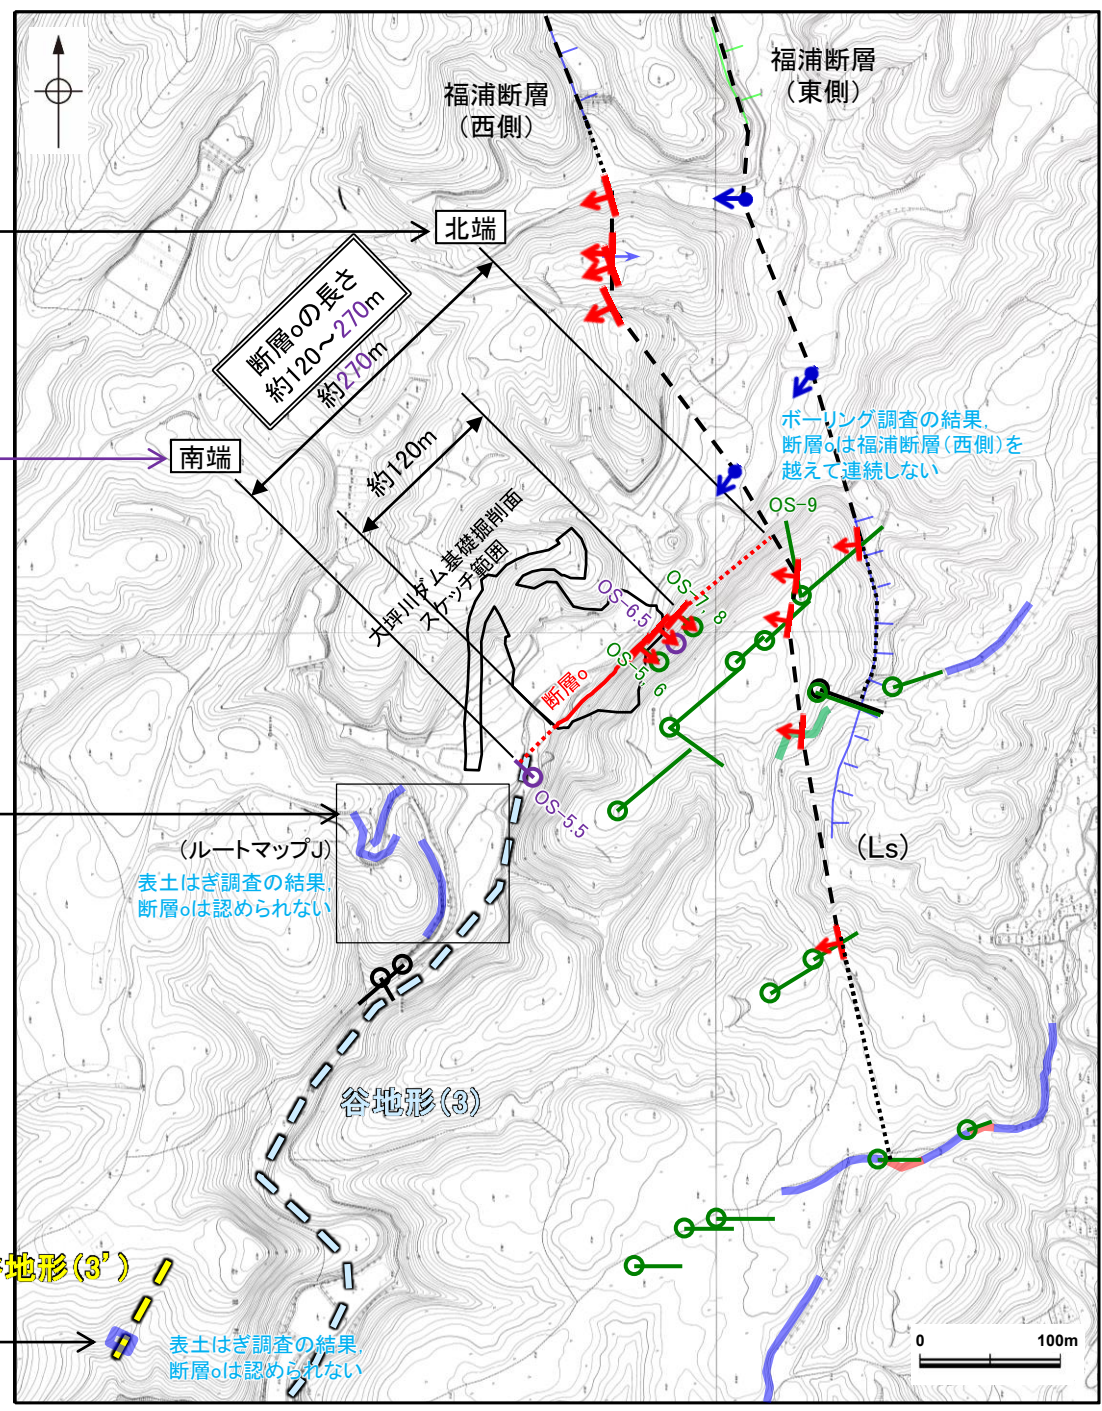 福浦断層
(西側)
福浦断層
(東側)
北端
断層oの長さ
約120～270m
約270m
南端
約120m
大坪川ダム基礎掘削面
スケッチ範囲
ボーリング調査の結果,
断層oは福浦断層(西側)を
越えて連続しない
OS-9
OS-7, 8
OS-6.5
OS-5, 6
断層o
OS-5.5
(ルートマップJ)
表土はぎ調査の結果,
断層oは認められない
(Ls)
谷地形(3)
地形(3')
表土はぎ調査の結果,
断層oは認められない
0 100m